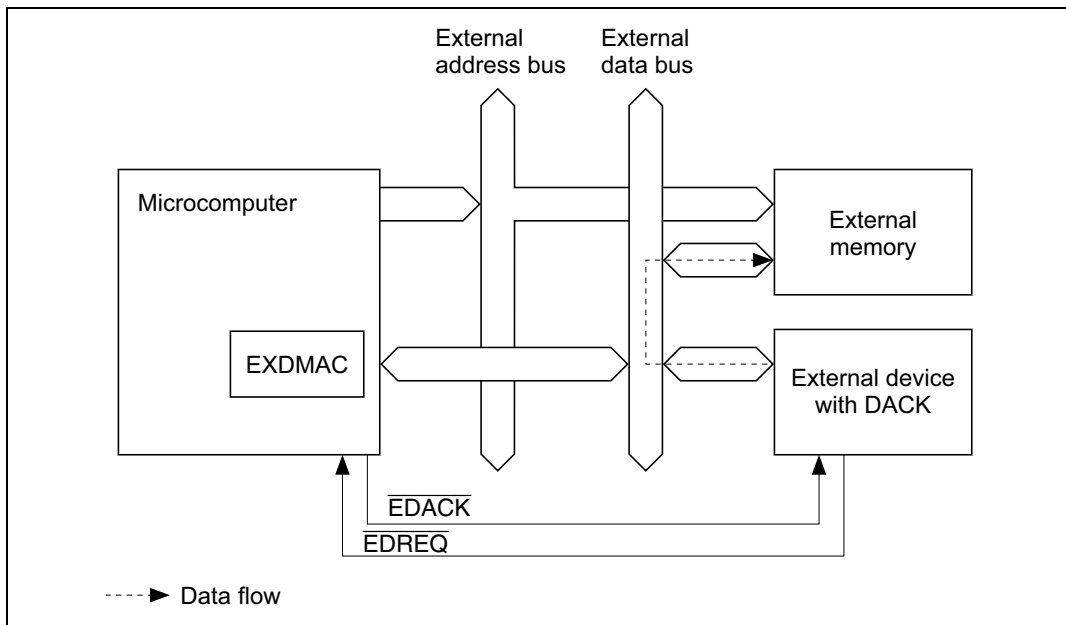 External
address bus
External
data bus
Microcomputer
External
memory
EXDMAC
External device
with DACK
EDACK
EDREQ
Data flow